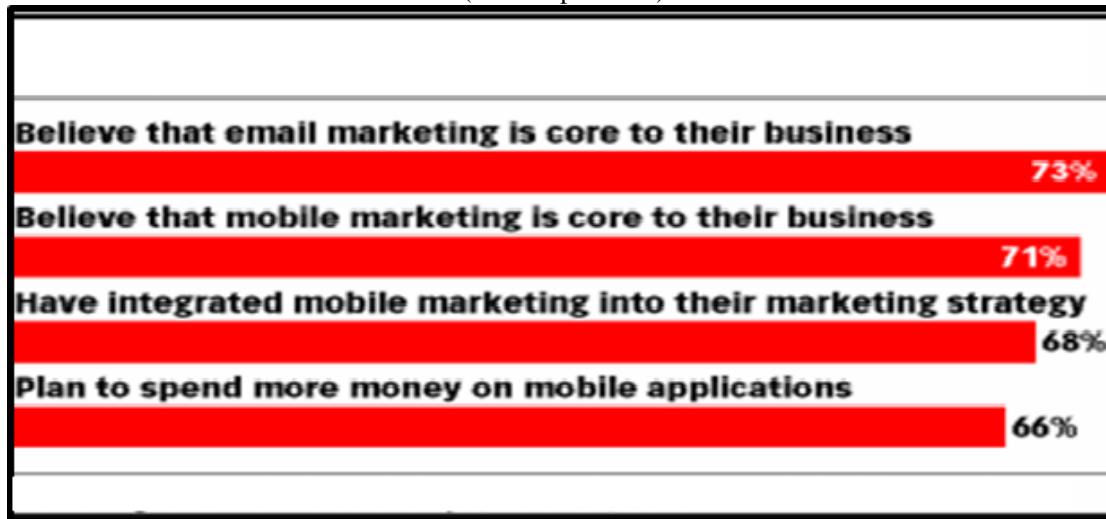 Believe that email marketing is core to their business
73%
Believe that mobile marketing is core to their business
71%
Have integrated mobile marketing into their marketing strategy
68%
Plan to spend more money on mobile applications
66%